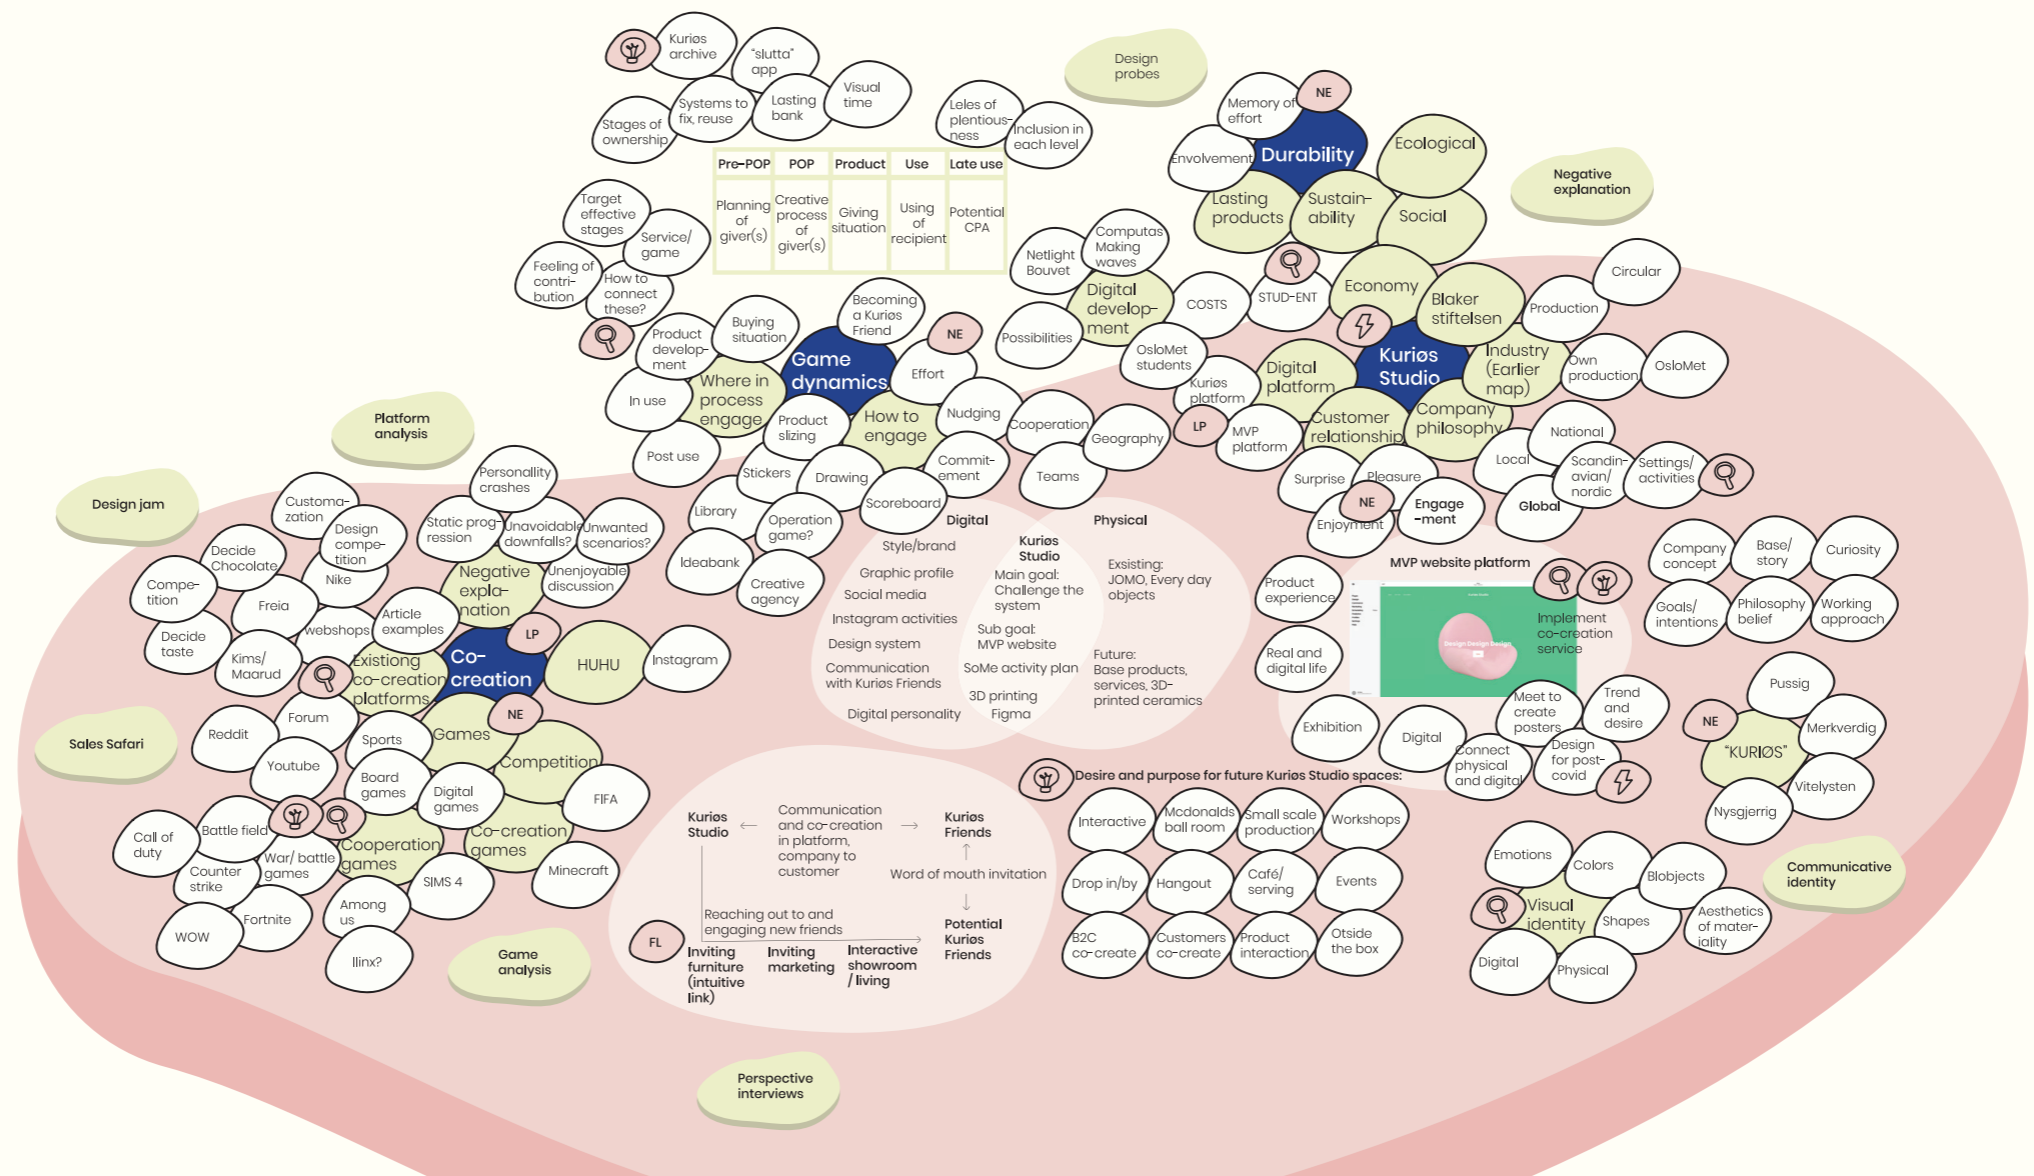 Kuriøs
archive
"slutta"
app
Visual
time
Systems to
fix, reuse
Lasting
bank
Stages of
ownership
Leles of
plentious-
ness
Inclusion in
each level
Design
probes
Memory of
effort
NE
Envolvement
Durability
Ecological
Lasting
products
Sustain-
ability
Social
Negative
explanation
Pre-POP
POP
Product
Use
Late use
Planning
of
giver(s)
Creative
process
of
giver(s)
Giving
situation
Using
of
recipient
Potential
CPA
Target
effective
stages
Service/
game
Feeling of
contri-
bution
How to
connect
these?
Netlight
Bouvet
Computas
Making
waves
Digital
develop-
ment
COSTS
Possibilities
OsloMet
students
STUD-ENT
Economy
Blaker
stiftelsen
Production
Circular
Kuriøs
Studio
Industry
(Earlier
map)
Own
production
OsloMet
Digital
platform
Kuriøs
platform
LP
MVP
platform
Customer
relationship
Company
philosophy
National
Local
Scandin-
avian/
nordic
Settings/
activities
Global
Surprise
Pleasure
NE
Enjoyment
Engage
-ment
Product
develop-
ment
Buying
situation
Becoming
a Kuriøs
Friend
NE
Game
dynamics
Effort
Where in
process
engage
In use
Post use
Product
slizing
How to
engage
Nudging
Cooperation
Geography
Teams
Commit-
ement
Stickers
Drawing
Scoreboard
Library
Operation
game?
Ideabank
Creative
agency
Platform
analysis
Design jam
Customa-
zation
Design
compe-
tition
Decide
Chocolate
Nike
Compe-
tition
Freia
Decide
taste
webshops
Article
examples
Kims/
Maarud
Personallity
crashes
Static prog-
ression
Unavoidable
downfalls?
Unwanted
scenarios?
Negative
expla-
nation
Unenjoyable
discussion
LP
Co-
creation
HUHU
Instagram
Existiong
co-creation
platforms
NE
Forum
Reddit
Youtube
Games
Sports
Board
games
Digital
games
Competition
FIFA
Co-creation
games
Minecraft
Cooperation
games
SIMS 4
Battle field
Call of
duty
War/ battle
games
Counter
strike
Fortnite
WOW
Among
us
Ilinx?
Sales Safari
Game
analysis
Digital
Style/brand
Graphic profile
Social media
Instagram activities
Design system
Communication
with Kuriøs Friends
Digital personality
Kuriøs
Studio
Main goal:
Challenge the
system
Sub goal:
MVP website
SoMe activity plan
3D printing
Figma
Physical
Exsisting:
JOMO, Every day
objects
Future:
Base products,
services, 3D-
printed ceramics
MVP website platform
Design Design Design
Implement
co-creation
service
Product
experience
Real and
digital life
Exhibition
Digital
Connect
physical
and digital
Meet to
create
posters
Trend
and
desire
Design
for post-
covid
Company
concept
Base/
story
Curiosity
Goals/
intentions
Philosophy
belief
Working
approach
Pussig
NE
Merkverdig
"KURIØS"
Vitelysten
Nysgjerrig
Kuriøs
Studio
Communication
and co-creation
in platform,
company to
customer
Kuriøs
Friends
Word of mouth invitation
Reaching out to and
engaging new friends
Potential
Kuriøs
Friends
FL
Inviting
furniture
(intuitive
link)
Inviting
marketing
Interactive
showroom
/ living
Desire and purpose for future Kuriøs Studio spaces:
Interactive
Mcdonalds
ball room
Small scale
production
Workshops
Drop in/by
Hangout
Café/
serving
Events
B2C
co-create
Customers
co-create
Product
interaction
Otside
the box
Emotions
Colors
Blobjects
Visual
identity
Shapes
Aesthetics
of mater-
iality
Digital
Physical
Communicative
identity
Perspective
interviews